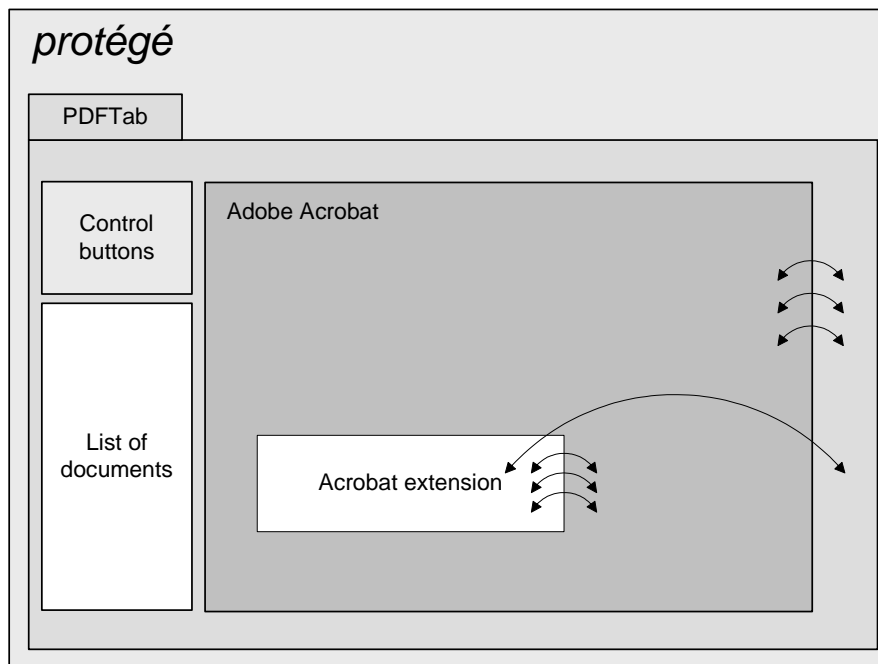 protégé
PDFTab
Control
buttons
Adobe Acrobat
List of
documents
Acrobat extension